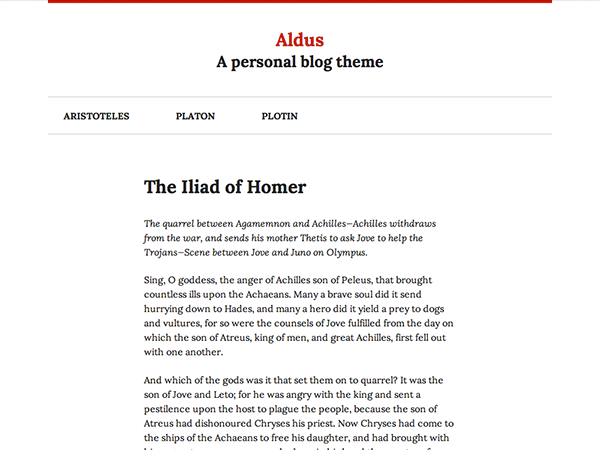 Aldus
A personal blog theme
ARISTOTELES PLATON PLOTIN
The Iliad of Homer
The quarrel between Agamemnon and Achilles—Achilles withdraws
from the war, and sends his mother Thetis to ask Jove to help the
Trojans—Scene between Jove and Juno on Olympus.
Sing, O goddess, the anger of Achilles son of Peleus, that brought
countless ills upon the Achaeans. Many a brave soul did it send
hurrying down to Hades, and many a hero did it yield a prey to dogs
and vultures, for so were the counsels of Jove fulfilled from the day on
which the son of Atreus, king of men, and great Achilles, first fell out
with one another.
And which of the gods was it that set them on to quarrel? It was the
son of Jove and Leto; for he was angry with the king and sent a
pestilence upon the host to plague the people, because the son of
Atreus had dishonoured Chryses his priest. Now Chryses had come to
the ships of the Achaeans to free his daughter, and had brought with